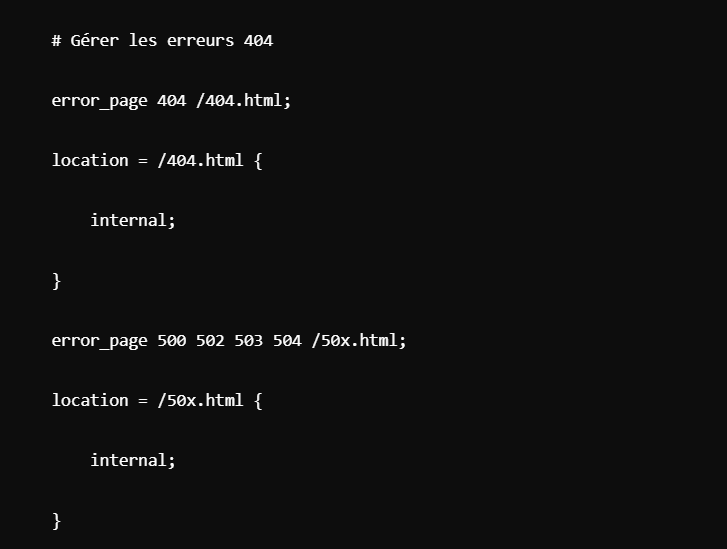 # Gérer les erreurs 404
error_page 404 /404.html;
location = /404.html {
internal;
}
error_page 500 502 503 504 /50x.html;
location = /50x.html {
internal;
}